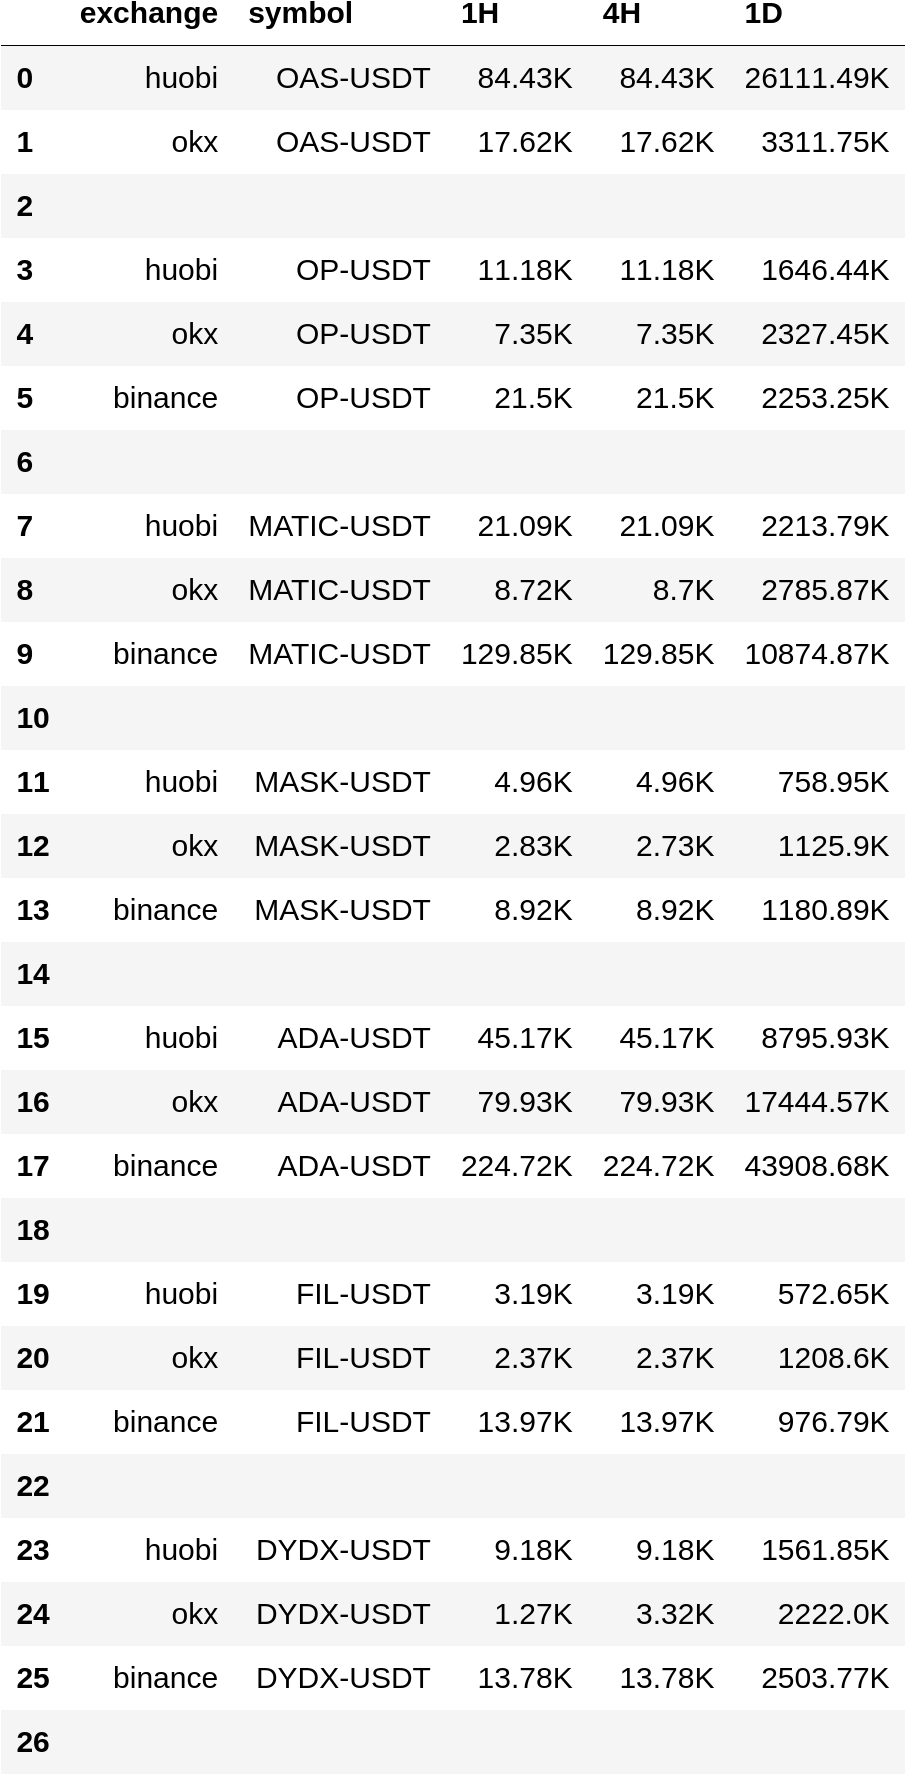 exchange symbol 1H 4H 1D
0 huobi OAS-USDT 84.43K 84.43K 26111.49K
1 okx OAS-USDT 17.62K 17.62K 3311.75K
2
3 huobi OP-USDT 11.18K 11.18K 1646.44K
4 okx OP-USDT 7.35K 7.35K 2327.45K
5 binance OP-USDT 21.5K 21.5K 2253.25K
6
7 huobi MATIC-USDT 21.09K 21.09K 2213.79K
8 okx MATIC-USDT 8.72K 8.7K 2785.87K
9 binance MATIC-USDT 129.85K 129.85K 10874.87K
10
11 huobi MASK-USDT 4.96K 4.96K 758.95K
12 okx MASK-USDT 2.83K 2.73K 1125.9K
13 binance MASK-USDT 8.92K 8.92K 1180.89K
14
15 huobi ADA-USDT 45.17K 45.17K 8795.93K
16 okx ADA-USDT 79.93K 79.93K 17444.57K
17 binance ADA-USDT 224.72K 224.72K 43908.68K
18
19 huobi FIL-USDT 3.19K 3.19K 572.65K
20 okx FIL-USDT 2.37K 2.37K 1208.6K
21 binance FIL-USDT 13.97K 13.97K 976.79K
22
23 huobi DYDX-USDT 9.18K 9.18K 1561.85K
24 okx DYDX-USDT 1.27K 3.32K 2222.0K
25 binance DYDX-USDT 13.78K 13.78K 2503.77K
26